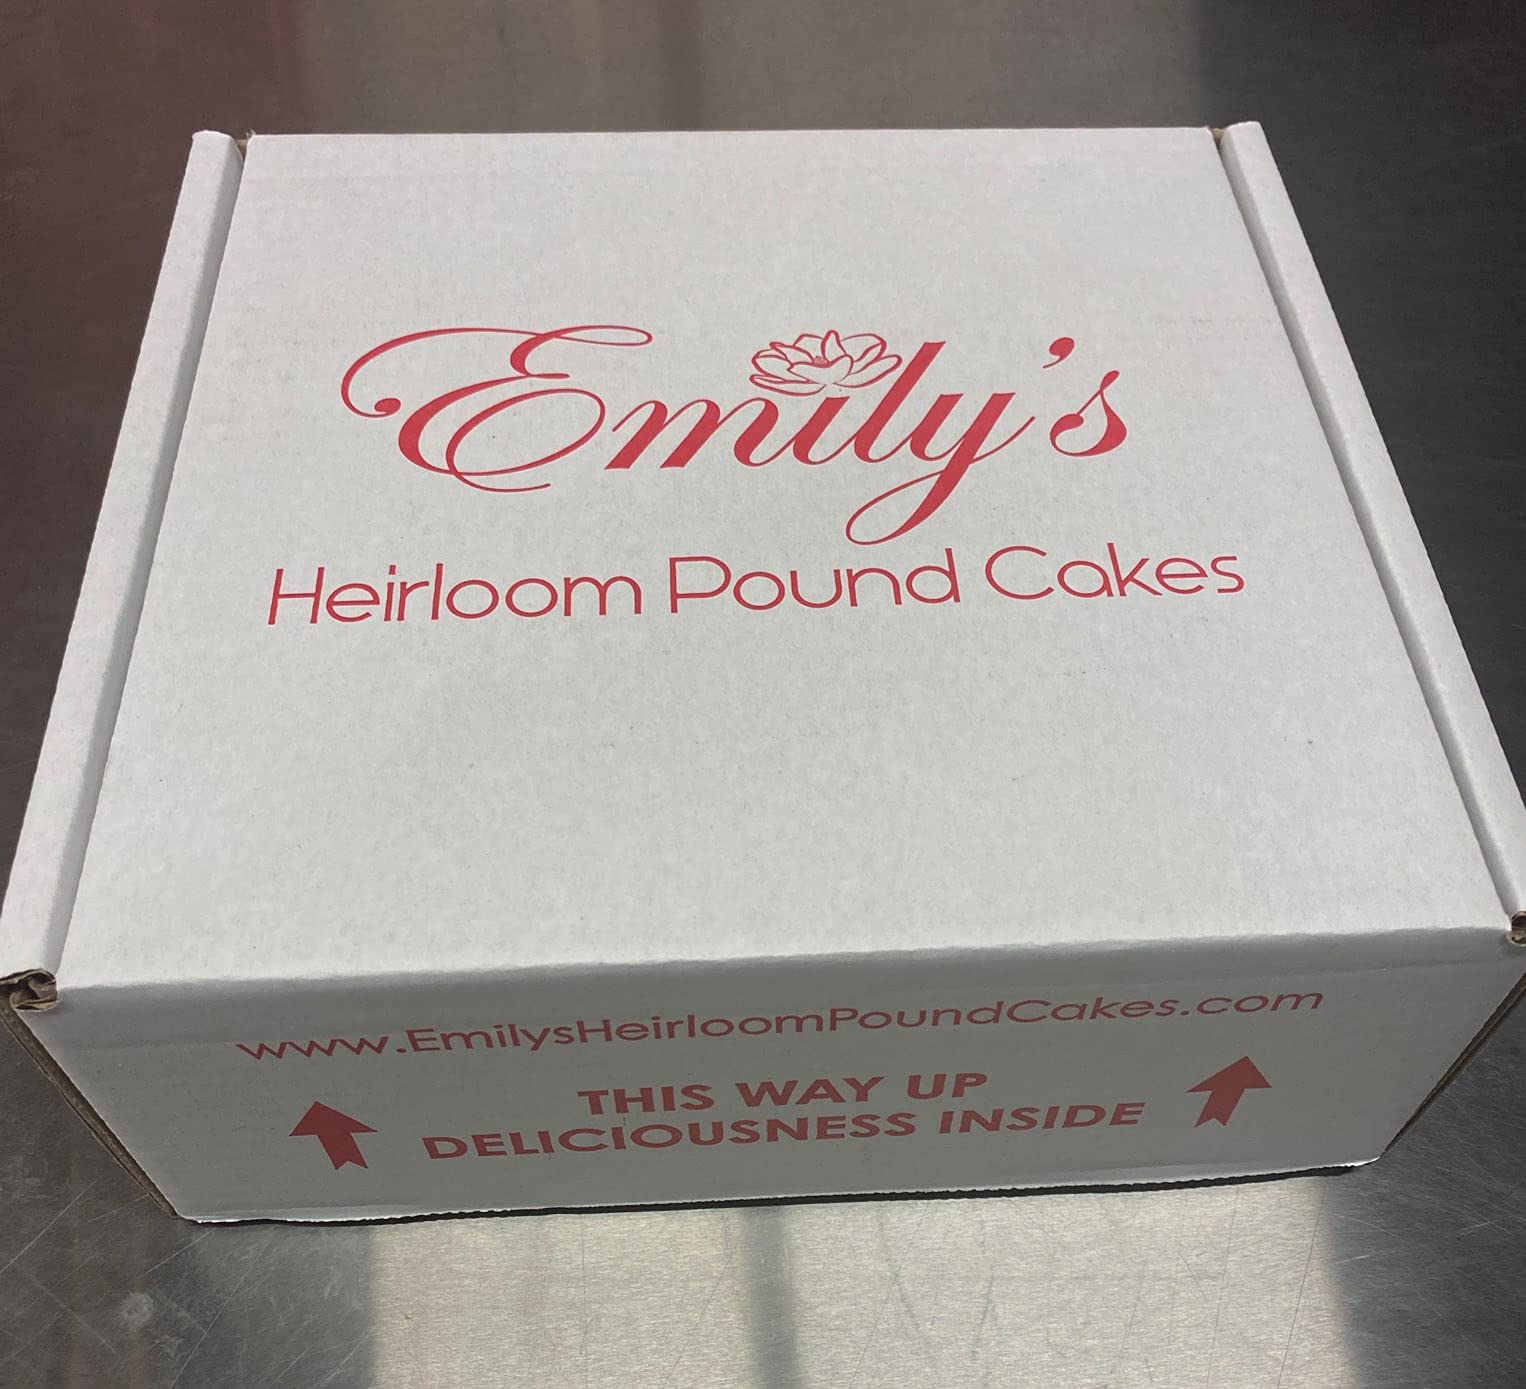 Emily's
Heirloom Pound Cakes
www.EmilysHeirloomPoundCakes.com
THIS WAY UP
DELICIOUSNESS INSIDE